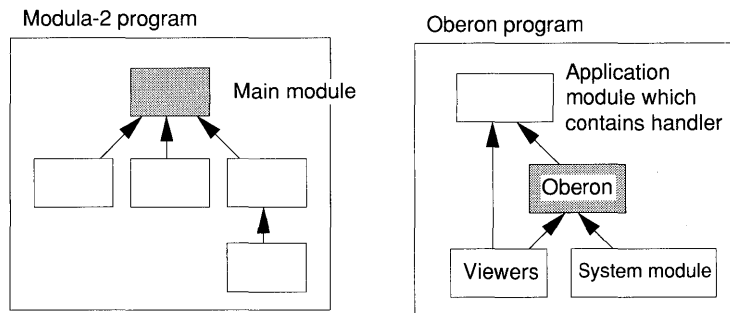 Modula-2 program
Main module
Oberon program
Application
module which
contains handler
Oberon
Viewers
System module